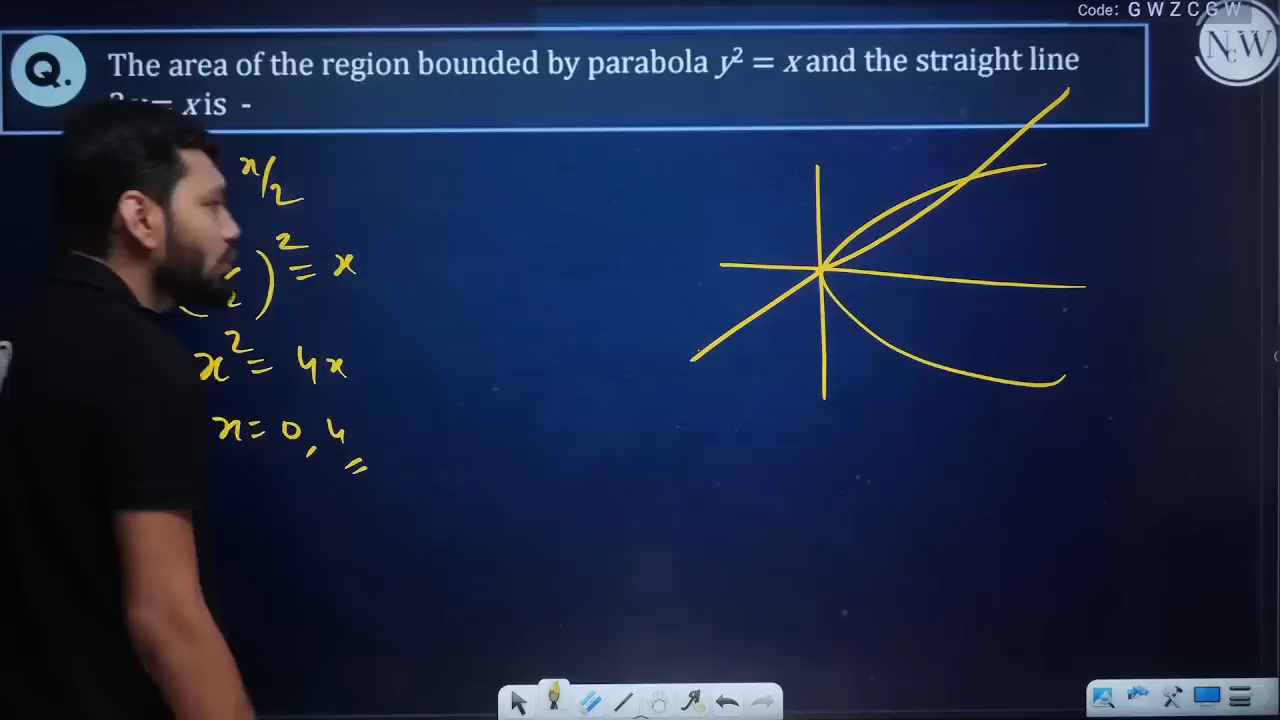 Code: G W Z C G W
NW
Q. The area of the region bounded by parabola y² = x and the straight line
= x is -
x/2
)² = x
x² = 4x
x = 0, 4